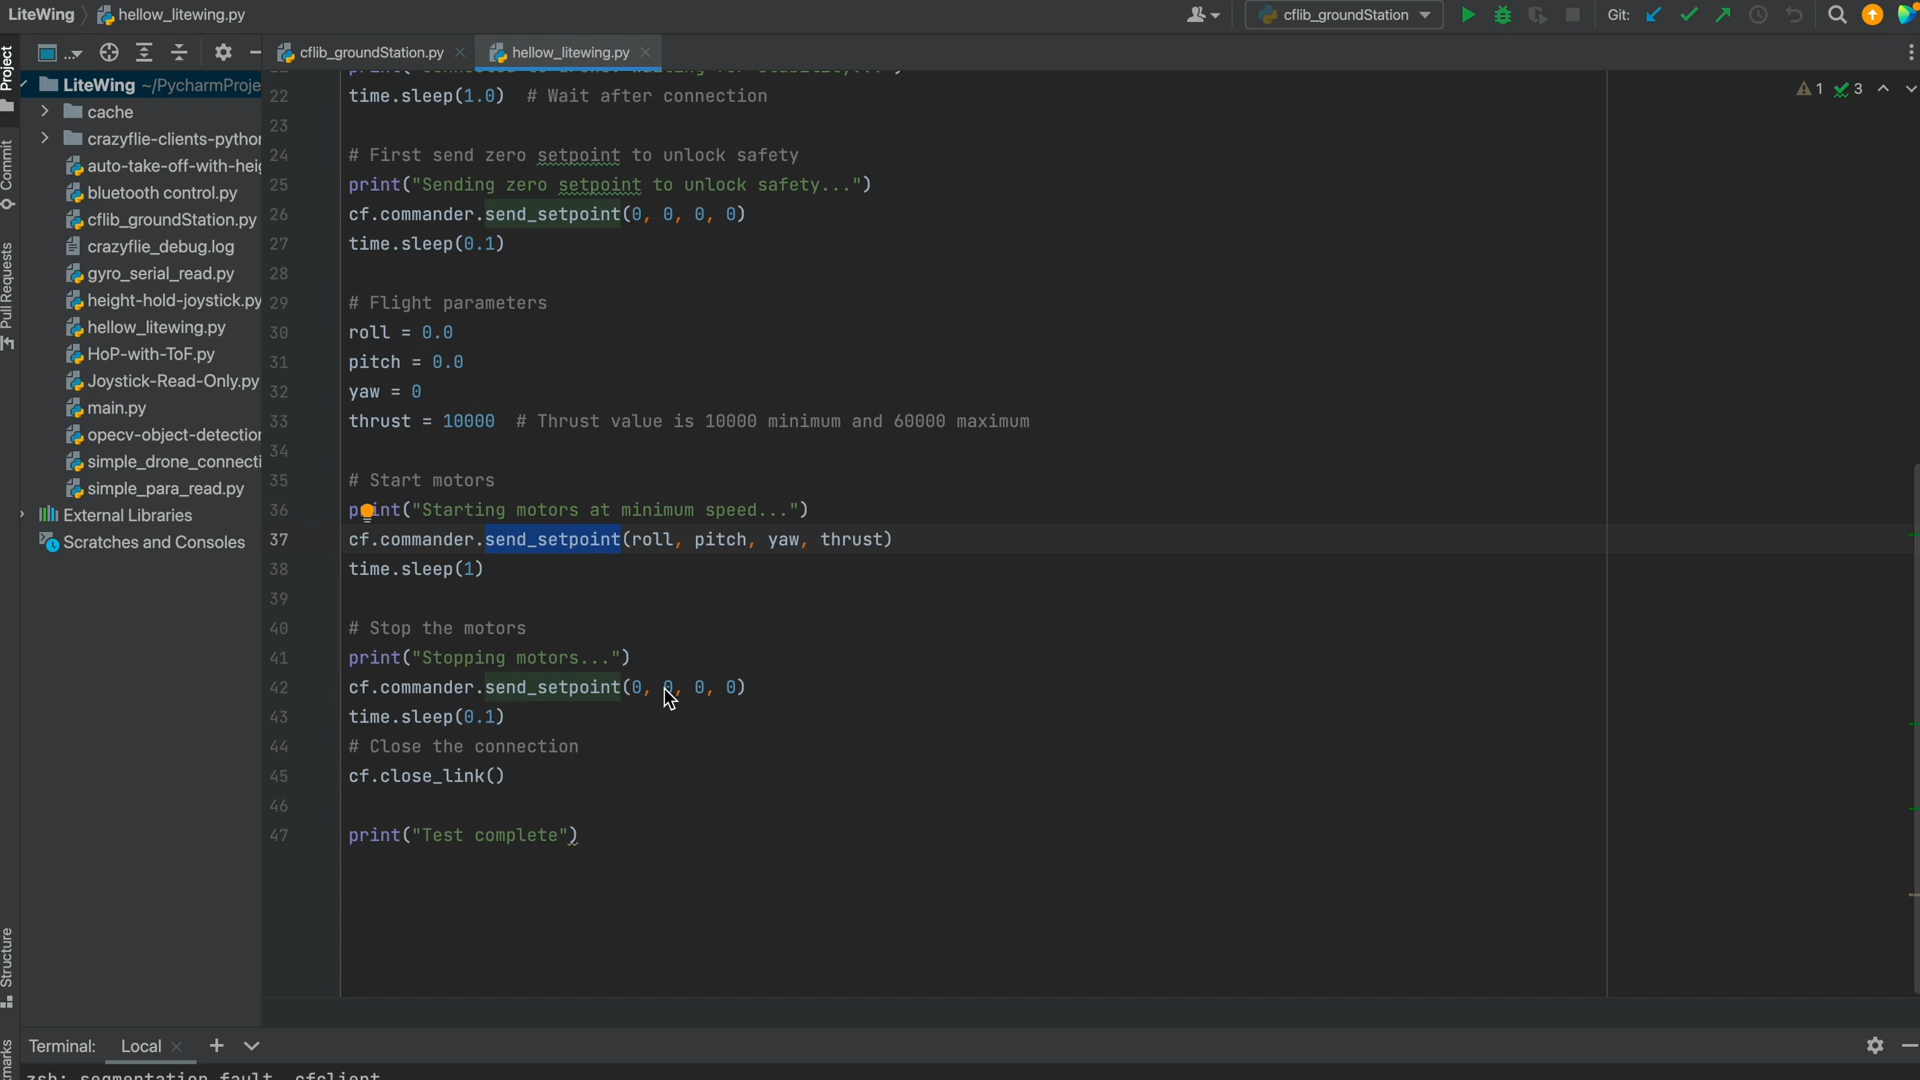 LiteWing
hellow_litewing.py
cflib_groundStation
Git:
Project
Commit
Pull Requests
Structure
...
cflib_groundStation.py
hellow_litewing.py
LiteWing ~/PycharmProje
cache
crazyflie-clients-python
auto-take-off-with-heig
bluetooth control.py
cflib_groundStation.py
crazyflie_debug.log
gyro_serial_read.py
height-hold-joystick.py
hellow_litewing.py
HoP-with-ToF.py
Joystick-Read-Only.py
main.py
opecv-object-detection
simple_drone_connecti
simple_para_read.py
External Libraries
Scratches and Consoles
1 3
22 time.sleep(1.0)  # Wait after connection
23
24 # First send zero setpoint to unlock safety
25 print("Sending zero setpoint to unlock safety...")
26 cf.commander.send_setpoint(0, 0, 0, 0)
27 time.sleep(0.1)
28
29 # Flight parameters
30 roll = 0.0
31 pitch = 0.0
32 yaw = 0
33 thrust = 10000  # Thrust value is 10000 minimum and 60000 maximum
34
35 # Start motors
36 print("Starting motors at minimum speed...")
37 cf.commander.send_setpoint(roll, pitch, yaw, thrust)
38 time.sleep(1)
39
40 # Stop the motors
41 print("Stopping motors...")
42 cf.commander.send_setpoint(0, 0, 0, 0)
43 time.sleep(0.1)
44 # Close the connection
45 cf.close_link()
46
47 print("Test complete")
Terminal: Local
zsh: segmentation fault  cfclient